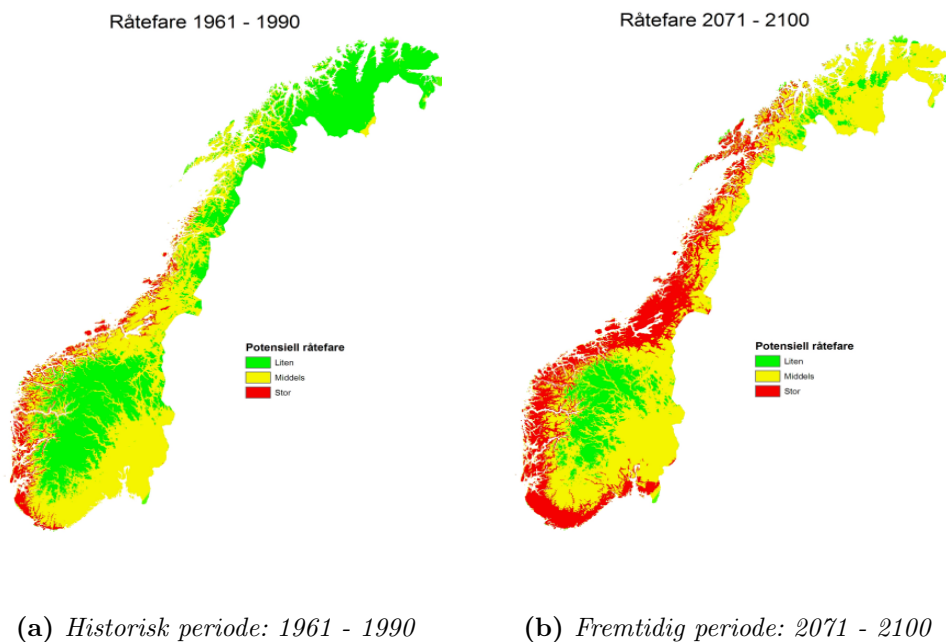 Råtefare 1961 - 1990
Råtefare 2071 - 2100
Potensiell råtefare
Liten
Middels
Stor
Potensiell råtefare
Liten
Middels
Stor
(a) Historisk periode: 1961 - 1990
(b) Fremtidig periode: 2071 - 2100